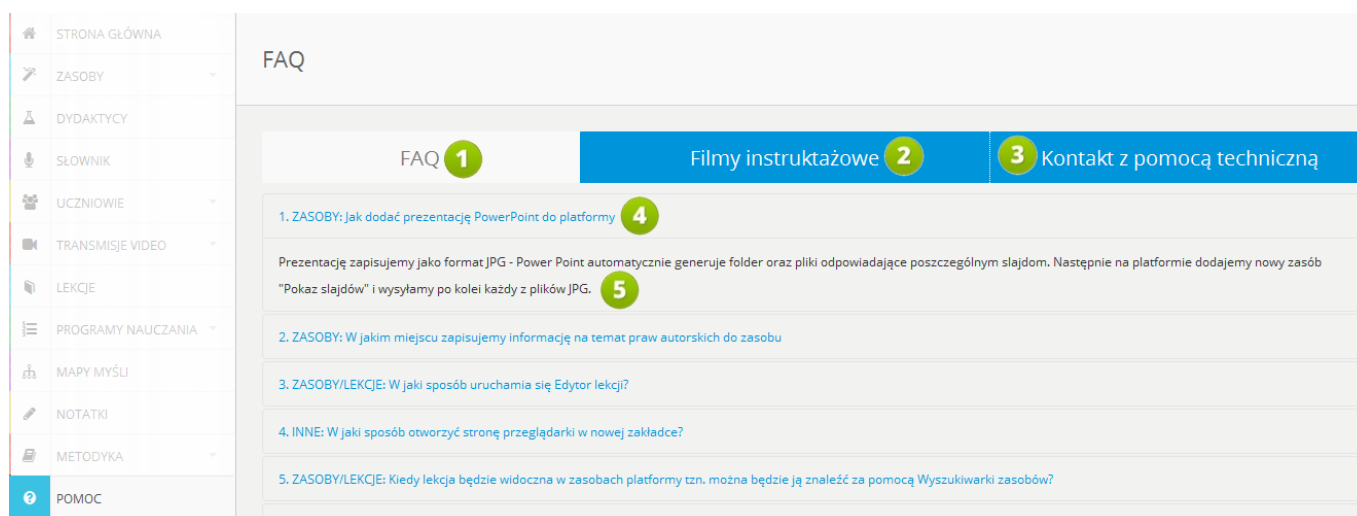 STRONA GŁÓWNA
ZASOBY
DYDAKTYCY
SŁOWNIK
UCZNIOWIE
TRANSMISJE VIDEO
LEKCJE
PROGRAMY NAUCZANIA
MAPY MYŚLI
NOTATKI
METODYKA
POMOC
FAQ
FAQ 1
Filmy instruktażowe 2
3 Kontakt z pomocą techniczną
1. ZASOBY: Jak dodać prezentację PowerPoint do platformy 4
Prezentację zapisujemy jako format JPG - Power Point automatycznie generuje folder oraz pliki odpowiadające poszczególnym slajdom. Następnie na platformie dodajemy nowy zasób
"Pokaz slajdów" i wysyłamy po kolei każdy z plików JPG. 5
2. ZASOBY: W jakim miejscu zapisujemy informację na temat praw autorskich do zasobu
3. ZASOBY/LEKCJE: W jaki sposób uruchamia się Edytor lekcji?
4. INNE: W jaki sposób otworzyć stronę przeglądarki w nowej zakładce?
5. ZASOBY/LEKCJE: Kiedy lekcja będzie widoczna w zasobach platformy tzn. można będzie ją znaleźć za pomocą Wyszukiwarki zasobów?